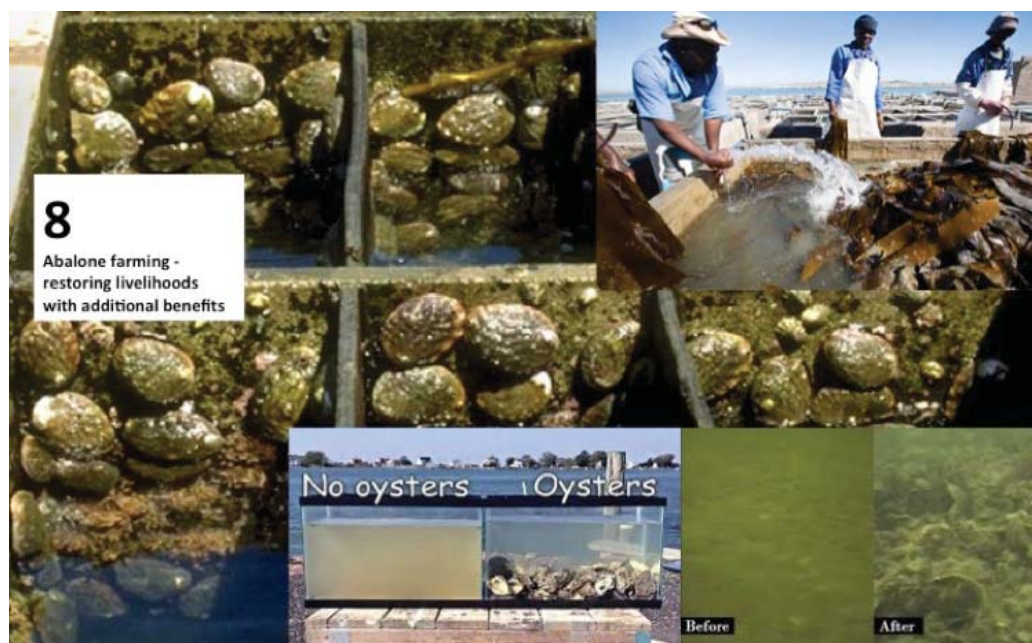 8
Abalone farming -
restoring livelihoods
with additional benefits
No oysters
Oysters
Before
After